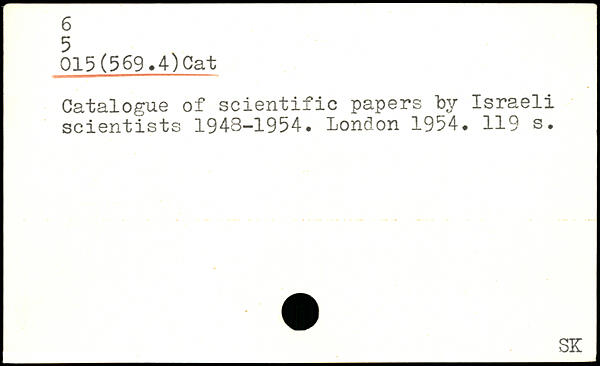 6
5
015(569.4)Cat
Catalogue of scientific papers by Israeli
scientists 1948-1954. London 1954. 119 s.
SK